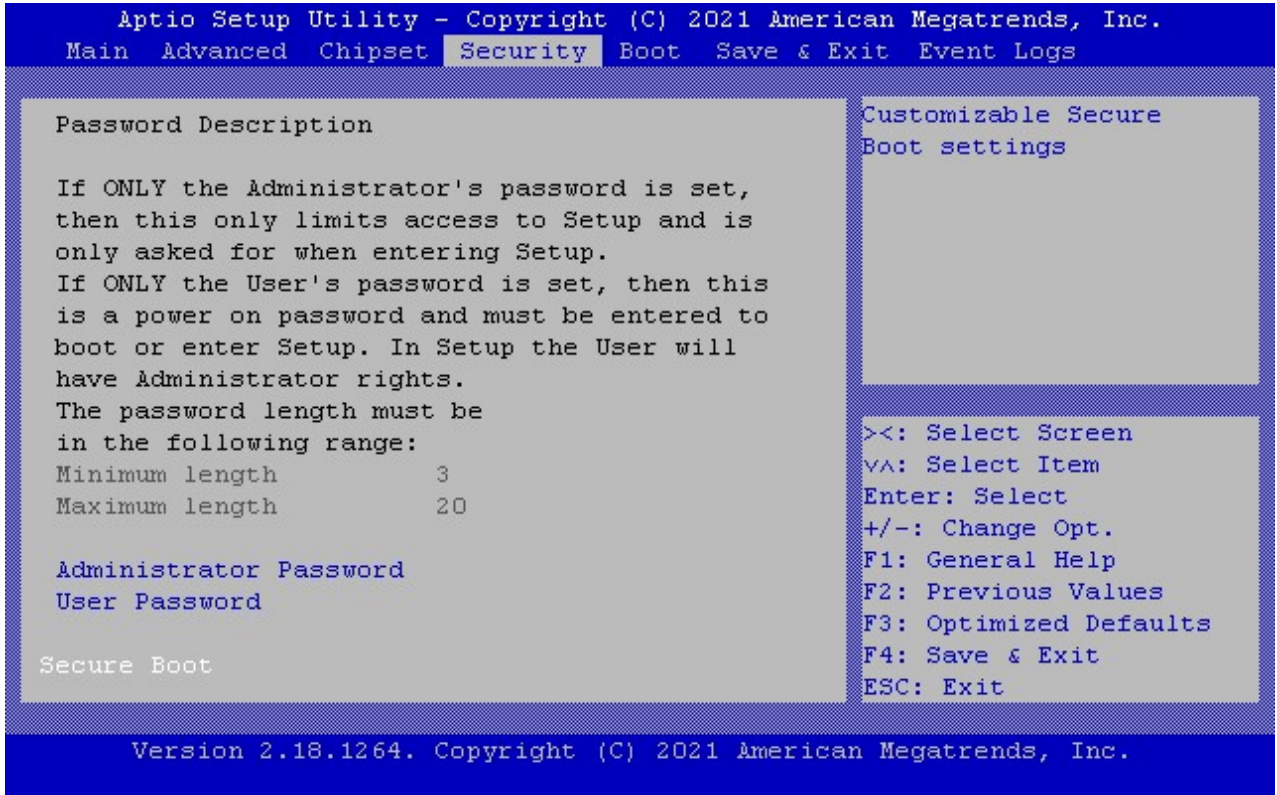 Aptio Setup Utility - Copyright (C) 2021 American Megatrends, Inc.
Main Advanced Chipset Security Boot Save & Exit Event Logs
Password Description
If ONLY the Administrator's password is set,
then this only limits access to Setup and is
only asked for when entering Setup.
If ONLY the User's password is set, then this
is a power on password and must be entered to
boot or enter Setup. In Setup the User will
have Administrator rights.
The password length must be
in the following range:
Minimum length 3
Maximum length 20
Administrator Password
User Password
Secure Boot
Customizable Secure
Boot settings
><: Select Screen
v^: Select Item
Enter: Select
+/-: Change Opt.
F1: General Help
F2: Previous Values
F3: Optimized Defaults
F4: Save & Exit
ESC: Exit
Version 2.18.1264. Copyright (C) 2021 American Megatrends, Inc.